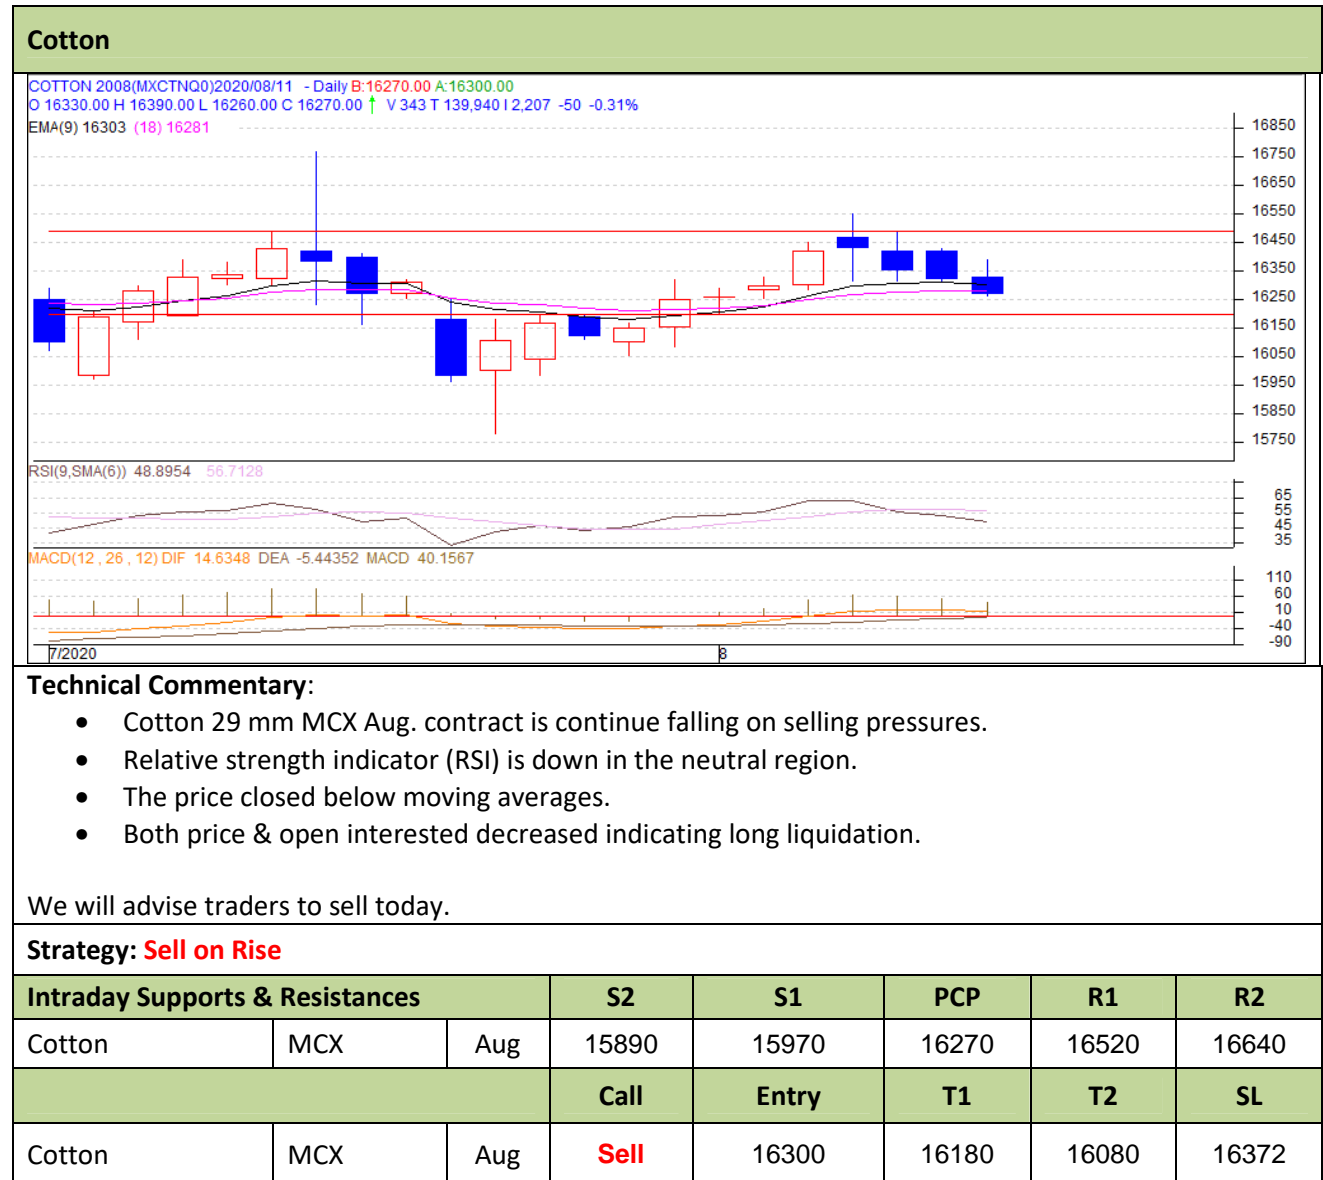 Cotton
COTTON 2008(MXCTNQ0)2020/08/11 - Daily B:16270.00 A:16300.00
O 16330.00 H 16390.00 L 16260.00 C 16270.00 ↑ V 343 T 139,940 I 2,207 -50 -0.31%
EMA(9) 16303 (18) 16281
16850
16750
16650
16550
16450
16350
16250
16150
16050
15950
15850
15750
RSI(9,SMA(6)) 48.8954 56.7128
65
55
45
35
MACD(12 , 26 , 12) DIF 14.6348 DEA -5.44352 MACD 40.1567
110
60
10
-40
-90
7/2020 8
Technical Commentary:
• Cotton 29 mm MCX Aug. contract is continue falling on selling pressures.
• Relative strength indicator (RSI) is down in the neutral region.
• The price closed below moving averages.
• Both price & open interested decreased indicating long liquidation.
We will advise traders to sell today.
Strategy: Sell on Rise
Intraday Supports & Resistances S2 S1 PCP R1 R2
Cotton MCX Aug 15890 15970 16270 16520 16640
Call Entry T1 T2 SL
Cotton MCX Aug Sell 16300 16180 16080 16372